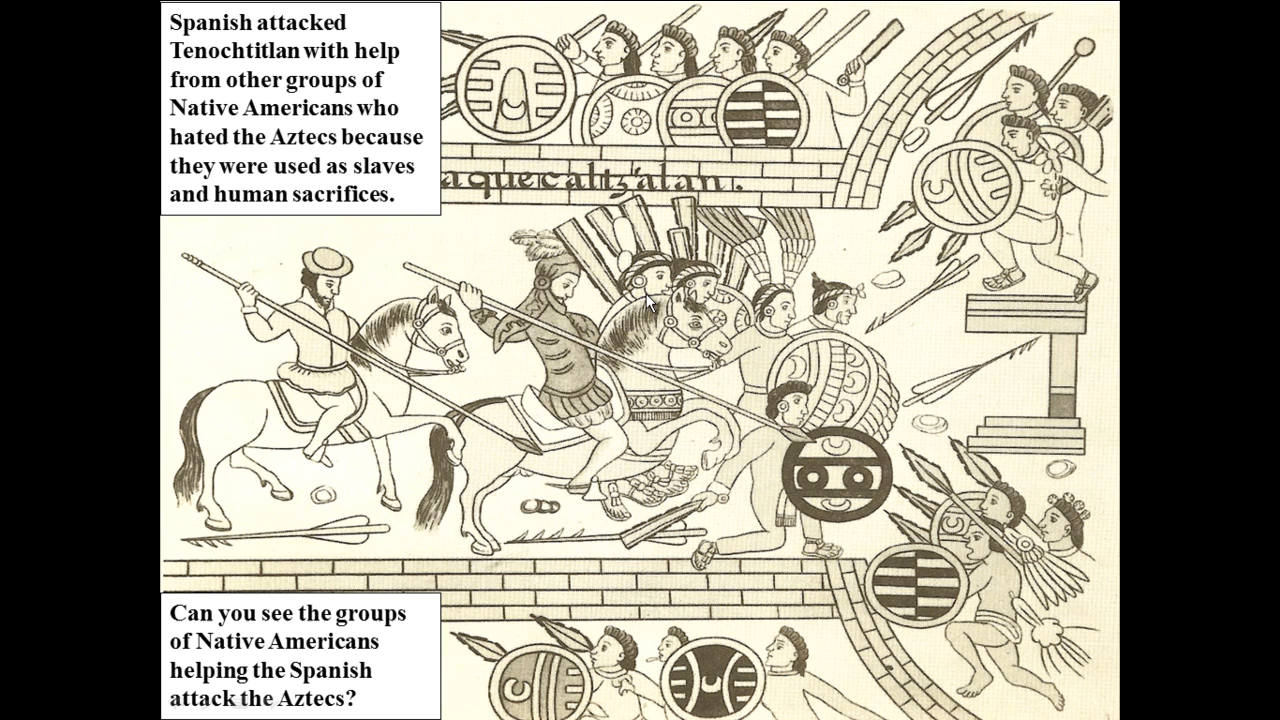 Spanish attacked
Tenochtitlan with help
from other groups of
Native Americans who
hated the Aztecs because
they were used as slaves
and human sacrifices.
aquecaltz'alan.
Can you see the groups
of Native Americans
helping the Spanish
attack the Aztecs?